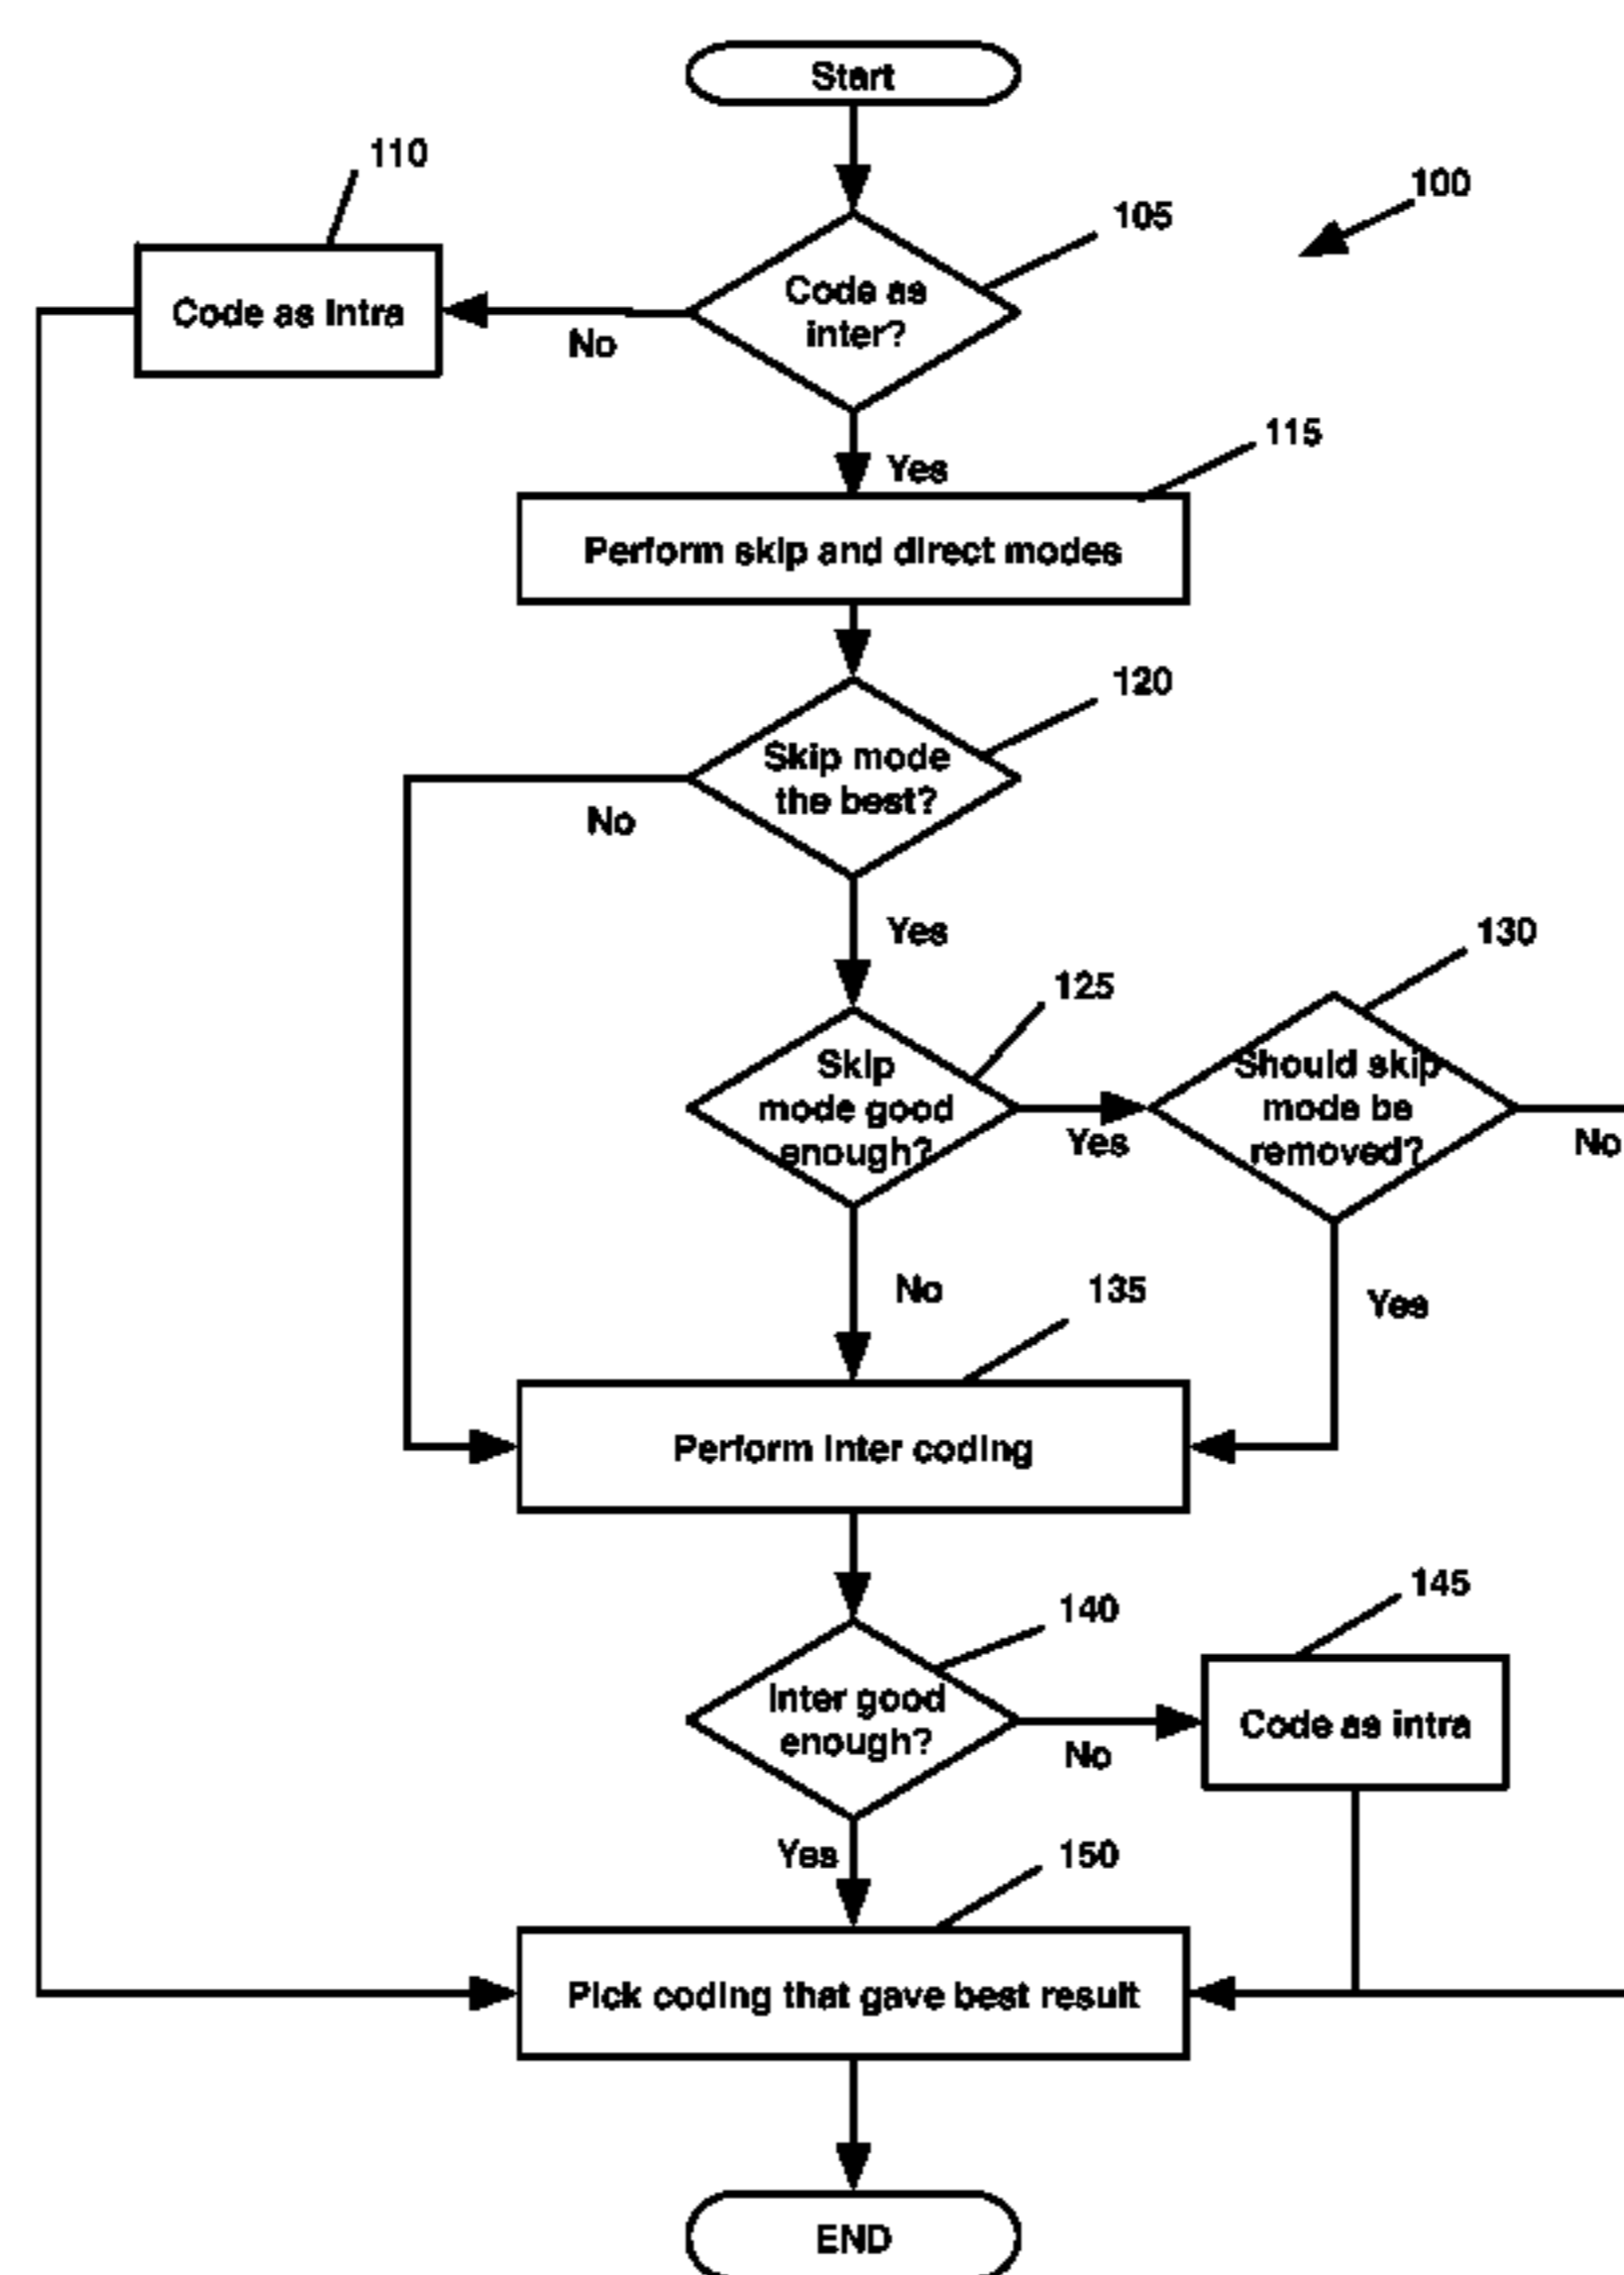 Start
110
100
105
Code as
inter?
Code as intra
No
115
Yes
Perform skip and direct modes
120
Skip mode
the best?
No
Yes
130
125
Skip
mode good
enough?
Should skip
mode be
removed?
Yes
No
No
135
Yes
Perform inter coding
145
140
Inter good
enough?
Code as intra
No
Yes
150
Pick coding that gave best result
END